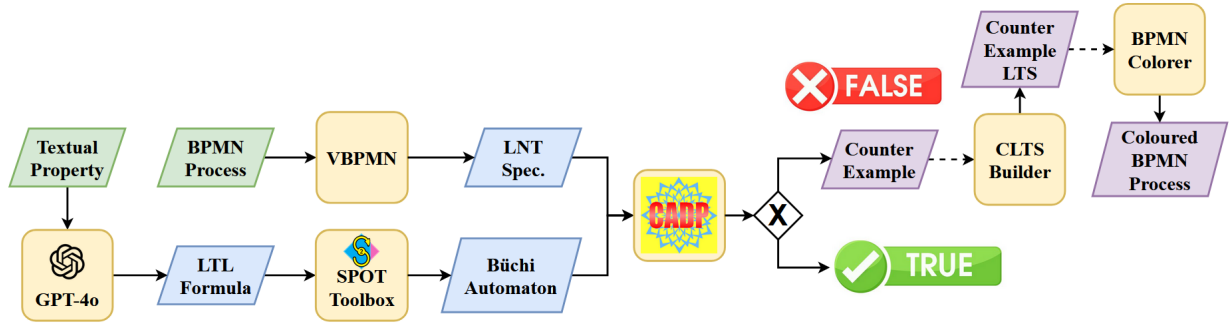 Textual
Property
GPT-4o
BPMN
Process
VBPMN
LNT
Spec.
LTL
Formula
S
SPOT
Toolbox
Büchi
Automaton
CADP
X
FALSE
Counter
Example
CLTS
Builder
Counter
Example
LTS
BPMN
Colorer
Coloured
BPMN
Process
TRUE